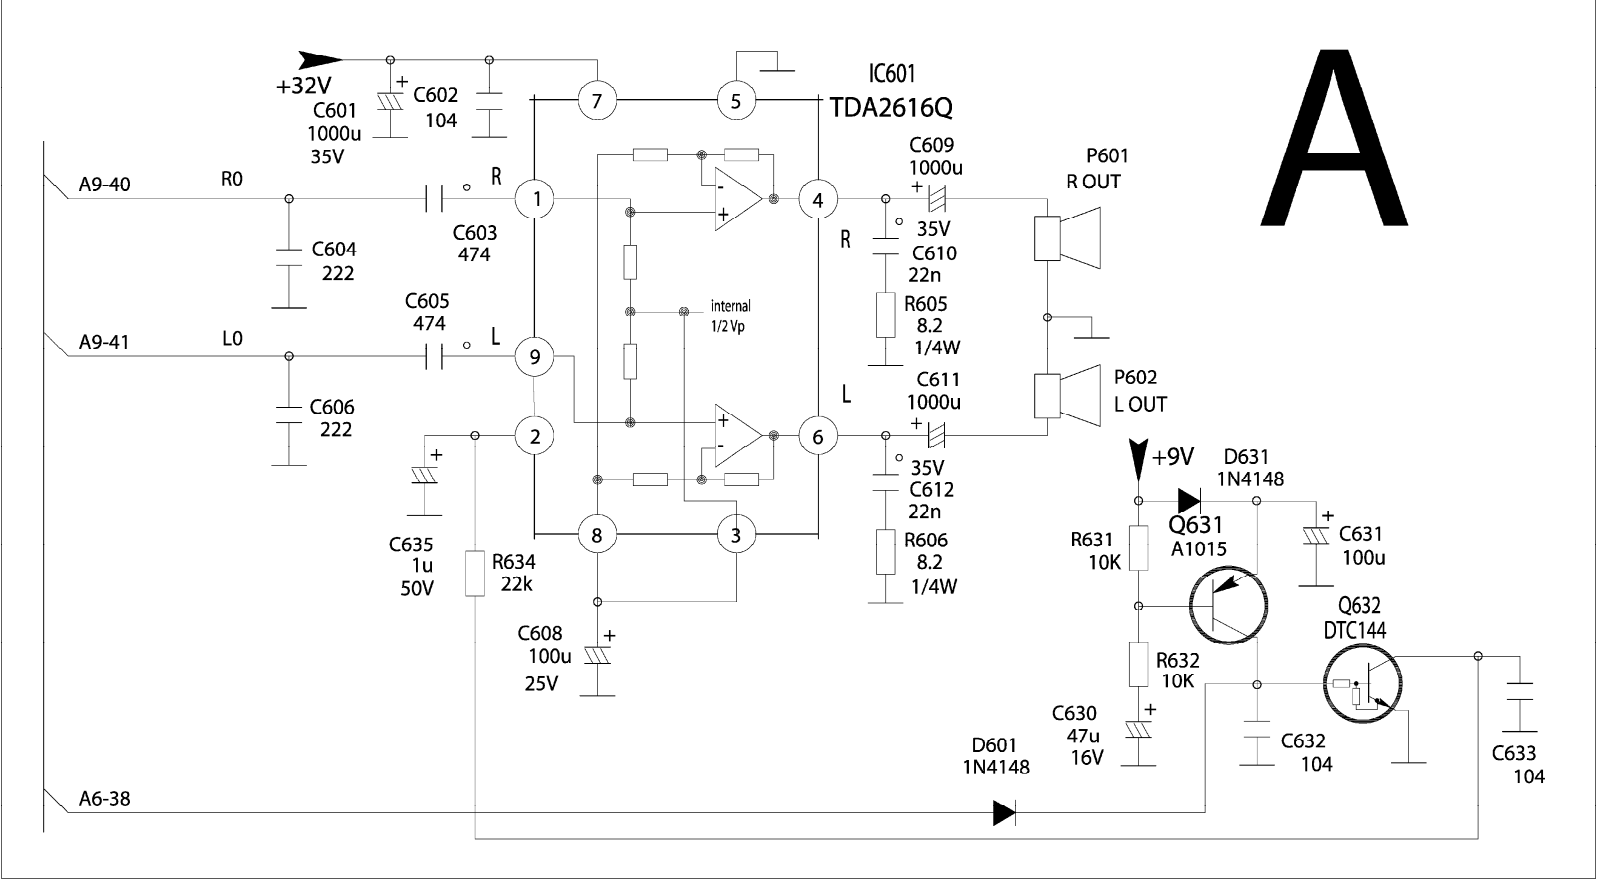 +32V
C601
1000u
35V
C602
104
7
5
IC601
TDA2616Q
A
A9-40
R0
R
1
C603
474
C604
222
-
+
4
R
C609
1000u
+
35V
C610
22n
R605
8.2
1/4W
P601
R OUT
A9-41
L0
C605
474
L
9
C606
222
internal
1/2 Vp
2
+
-
6
L
C611
1000u
+
35V
C612
22n
R606
8.2
1/4W
P602
L OUT
+
C635
1u
50V
R634
22k
8
3
C608
100u
25V
+
+9V
D631
1N4148
Q631
A1015
R631
10K
+
C631
100u
R632
10K
Q632
DTC144
C630
47u
16V
+
C632
104
C633
104
D601
1N4148
A6-38
+